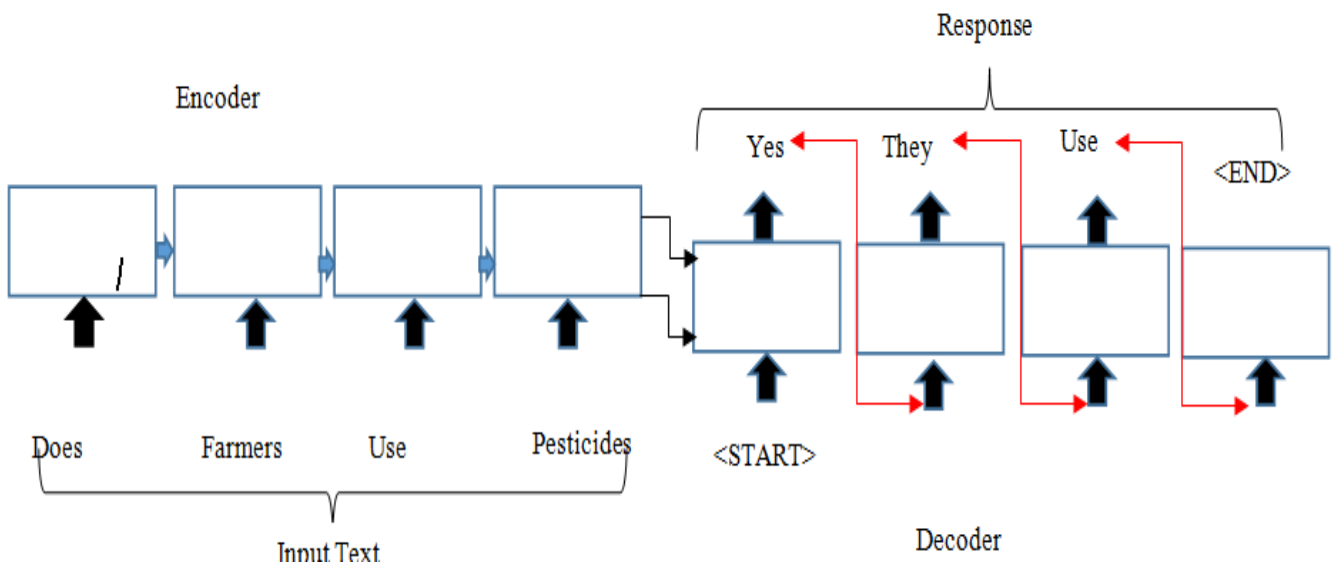 Response
Encoder
Yes
They
Use
<END>
Does
Farmers
Use
Pesticides
<START>
Input Text
Decoder